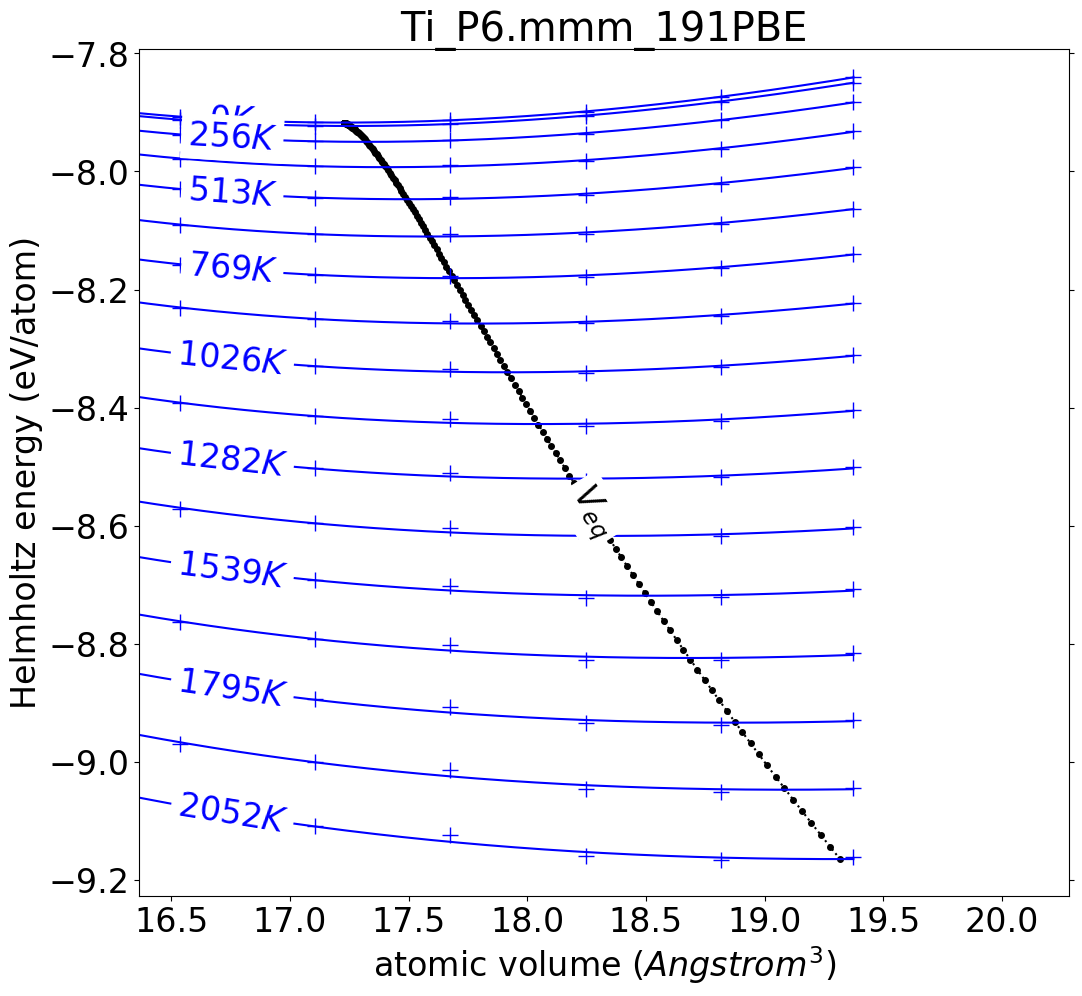 Ti_P6.mmm_191PBE
Helmholtz energy (eV/atom)
−7.8
−8.0
−8.2
−8.4
−8.6
−8.8
−9.0
−9.2
0K
256K
513K
769K
1026K
1282K
1539K
1795K
2052K
V_eq
16.5 17.0 17.5 18.0 18.5 19.0 19.5 20.0
atomic volume (Angstrom³)